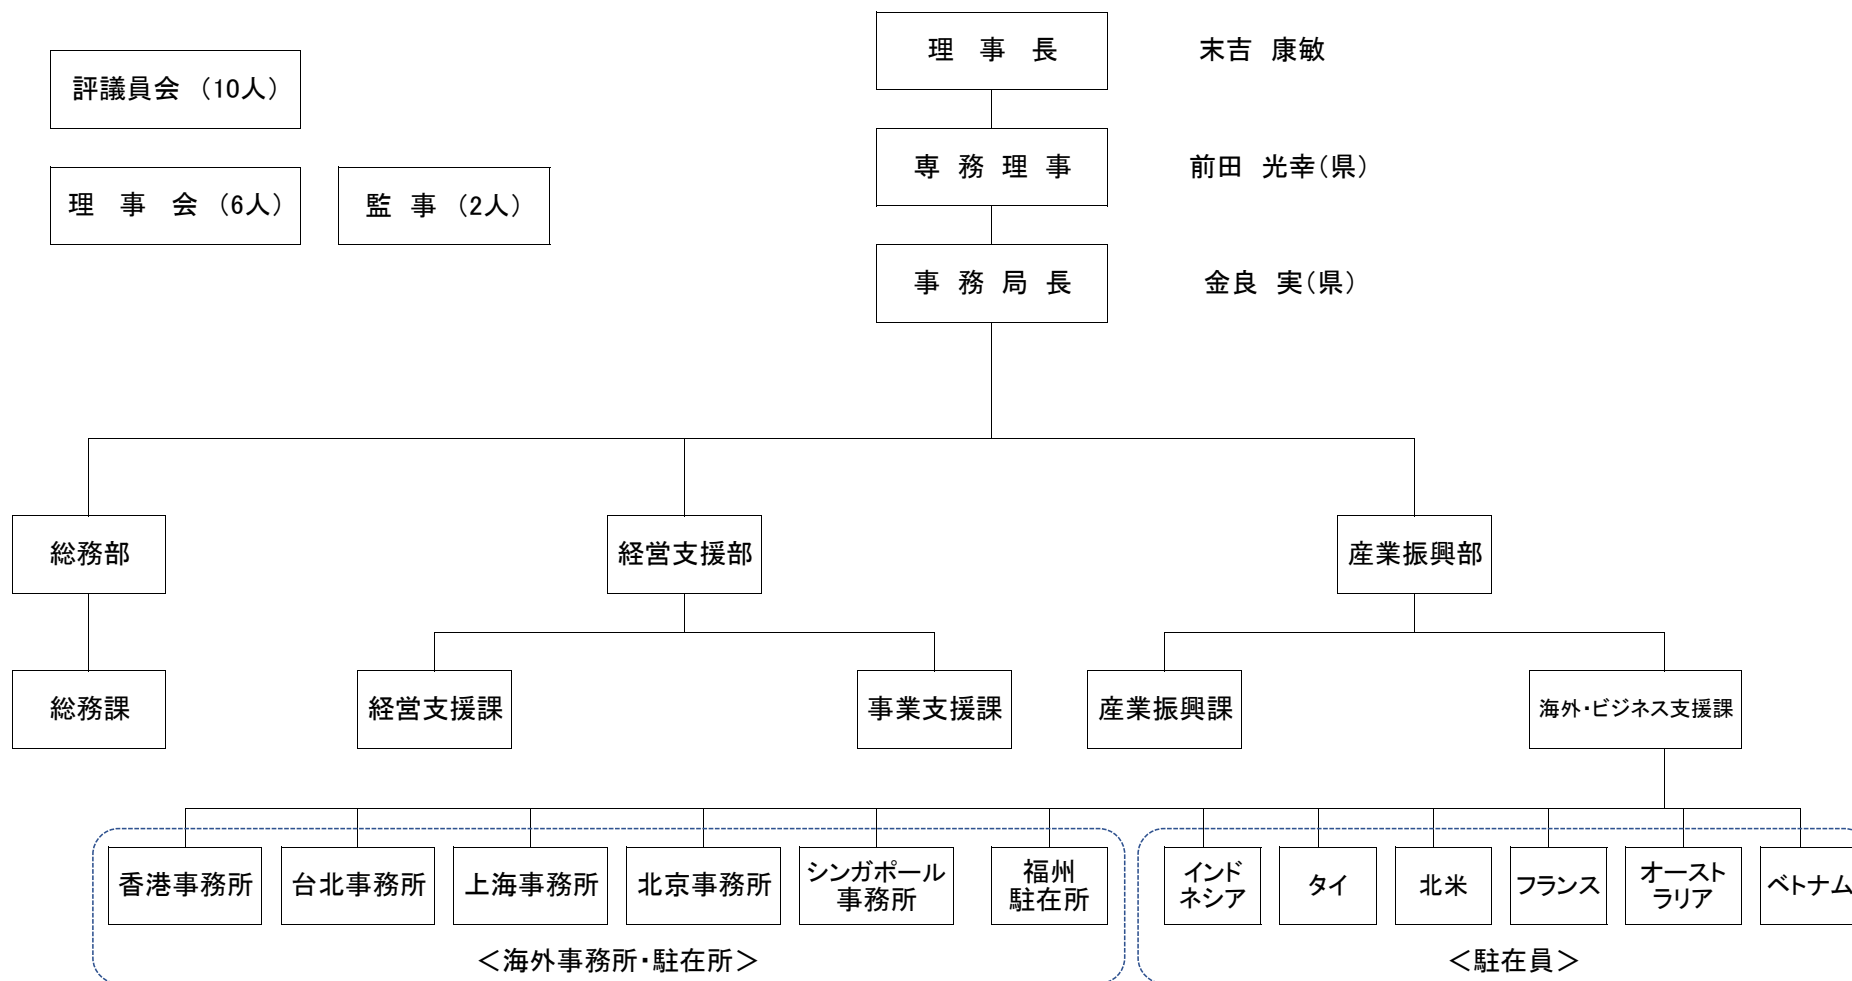 理 事 長
末吉 康敏
評議員会 （10人）
専 務 理 事
前田 光幸（県）
理 事 会 （6人）
監 事 （2人）
事 務 局 長
金良 実（県）
総務部
経営支援部
産業振興部
総務課
経営支援課
事業支援課
産業振興課
海外・ビジネス支援課
香港事務所
台北事務所
上海事務所
北京事務所
シンガポール
事務所
福州
駐在所
インド
ネシア
タイ
北米
フランス
オースト
ラリア
ベトナム
＜海外事務所・駐在所＞
＜駐在員＞